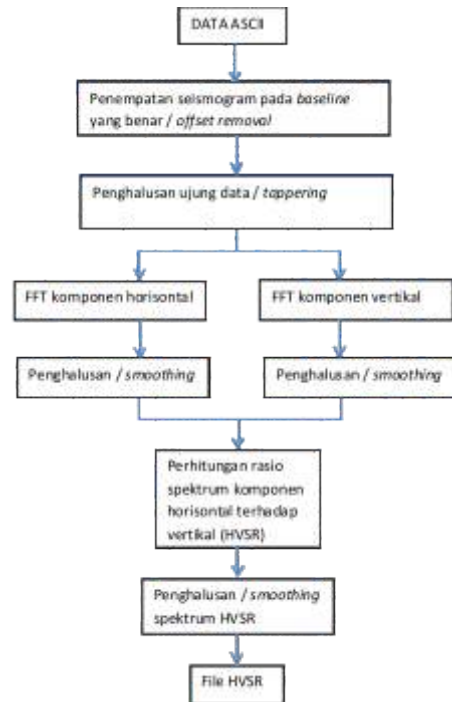 DATA ASCII
Penempatan seismogram pada baseline
yang benar / offset removal
Penghalusan ujung data / tappering
FFT komponen horisontal
FFT komponen vertikal
Penghalusan / smoothing
Penghalusan / smoothing
Perhitungan rasio
spektrum komponen
horisontal terhadap
vertikal (HVSR)
Penghalusan / smoothing
spektrum HVSR
File HVSR